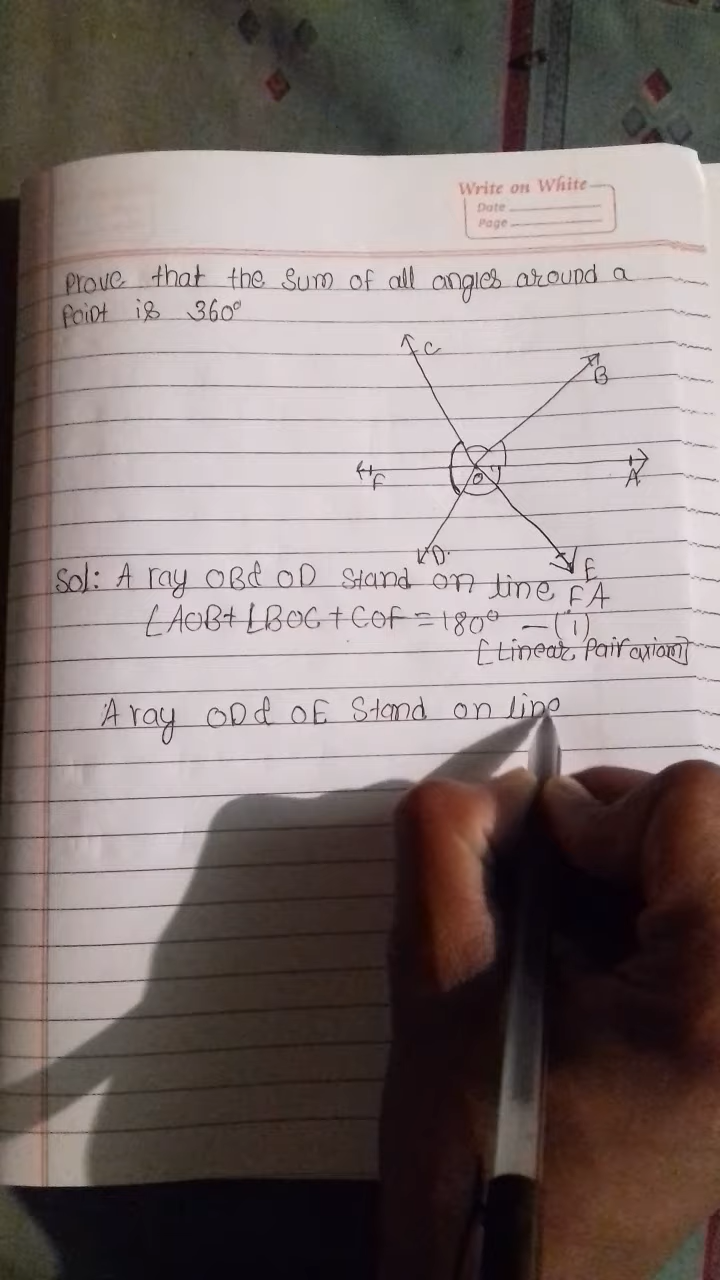 Write on White
Date
Page
Prove that the sum of all angles around a
Point is 360°
C
B
F
O
A
D
E
Sol: A ray OB & OD stand on line FA
∠AOB+∠BOC+COF=180° —(1)
[Linear Pair axiom]
A ray OD & OE Stand on line